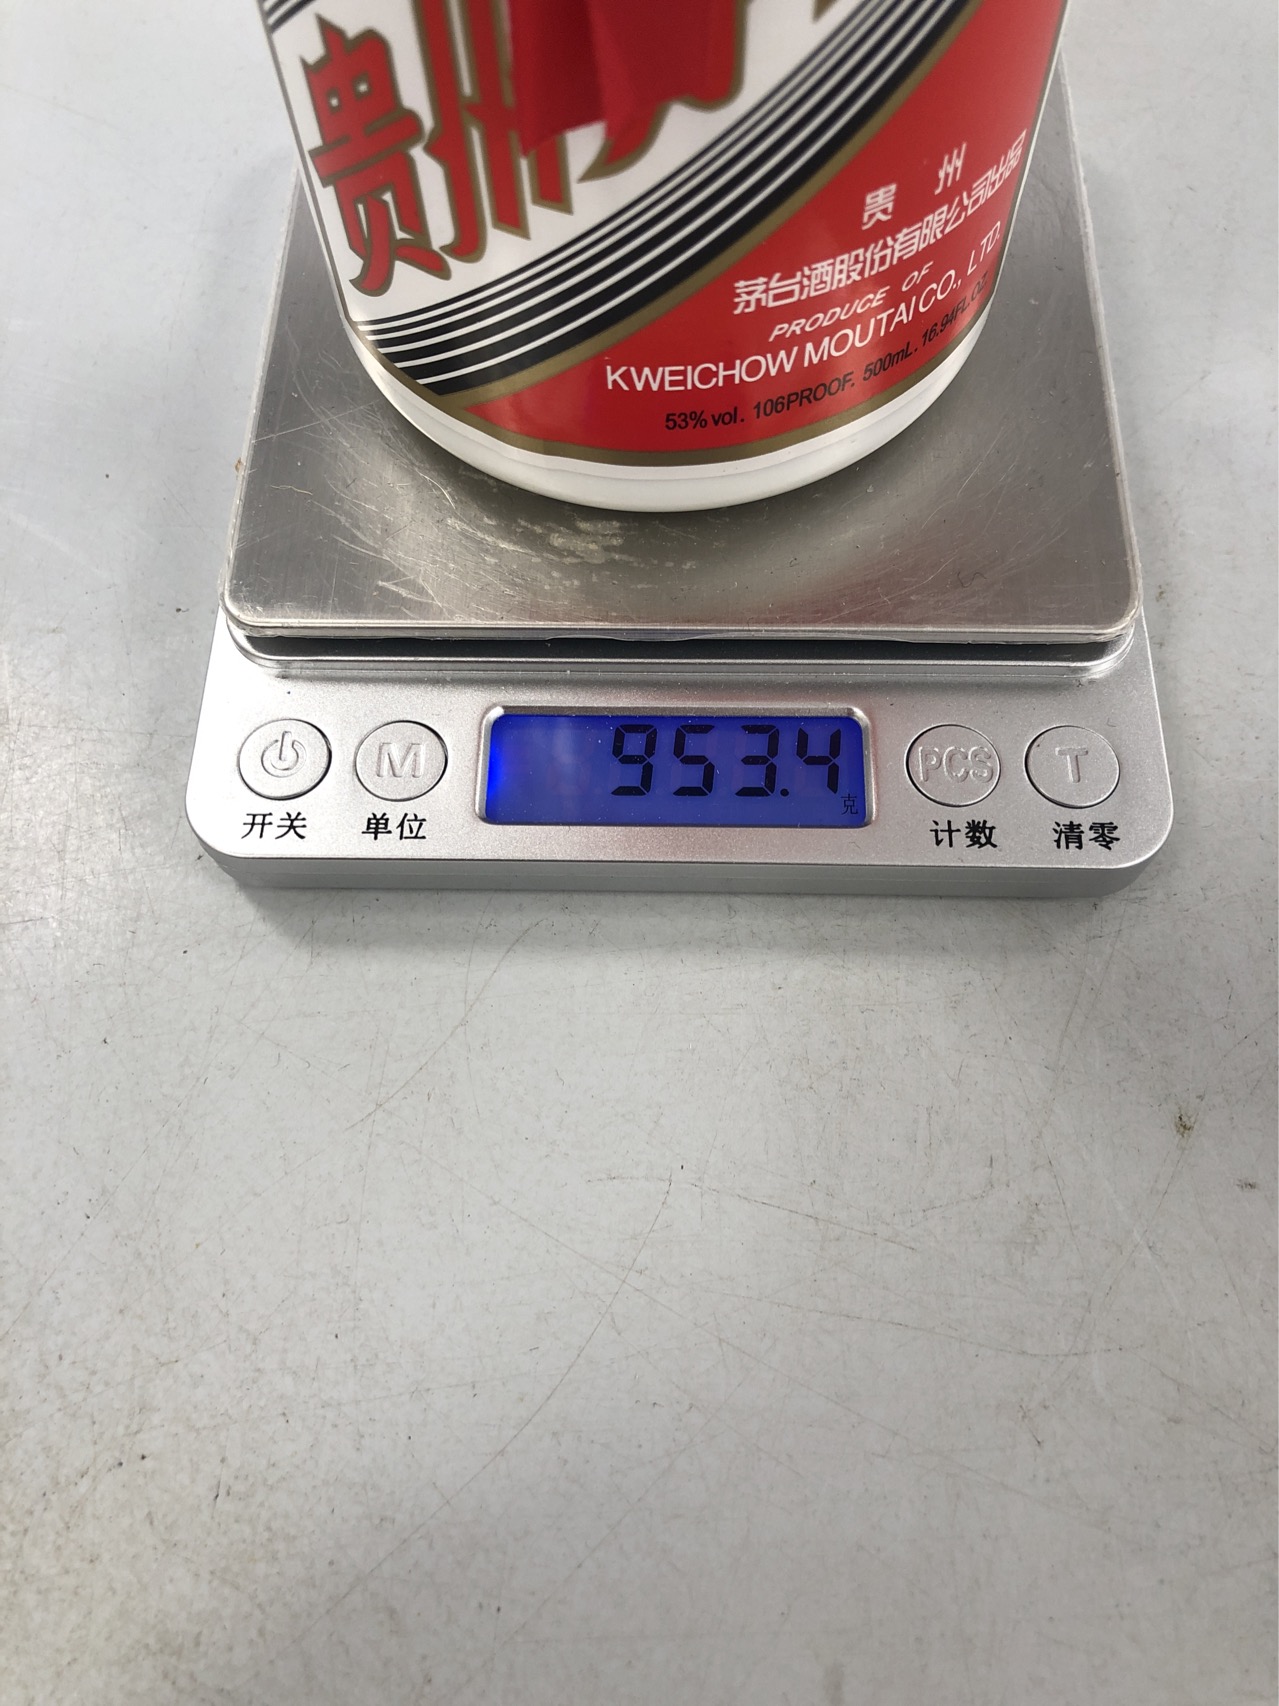 贵州
贵 州
茅台酒股份有限公司出品
PRODUCE OF
KWEICHOW MOUTAI CO., LTD.
53% vol. 106PROOF. 500mL. 16.94FL.OZ
953.4
克
M
PCS
T
开关
单位
计数
清零